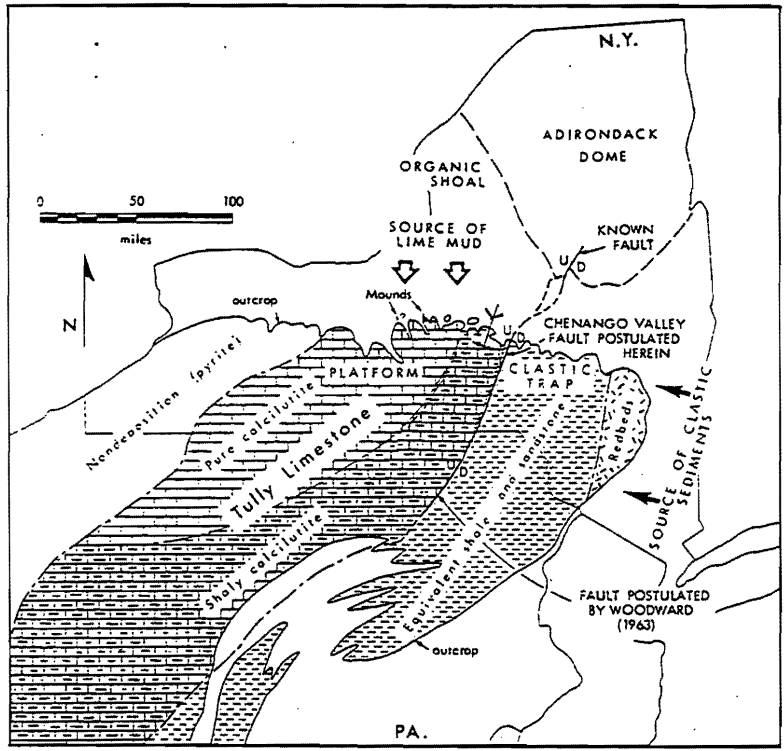 N.Y.
ADIRONDACK
DOME
ORGANIC
SHOAL
0 50 100
miles
SOURCE OF
LIME MUD
KNOWN
FAULT
U D
N
outcrop
Mounds
U D
CHENANGO VALLEY
FAULT POSTULATED
HEREIN
Nondeposition (pyrite)
PLATFORM
CLASTIC
TRAP
Pure calcilutite
Tully Limestone
Redbeds
SOURCE OF CLASTIC
SEDIMENTS
U D
Shaly calcilutite
Equivalent shale and sandstone
FAULT POSTULATED
BY WOODWARD
(1963)
outcrop
PA.